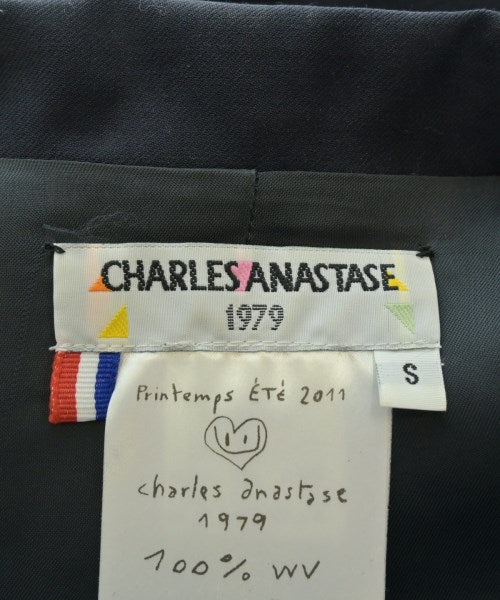 CHARLES ANASTASE
1979
S
Printemps ÉTÉ 2011
charles anastase
1979
100% WV